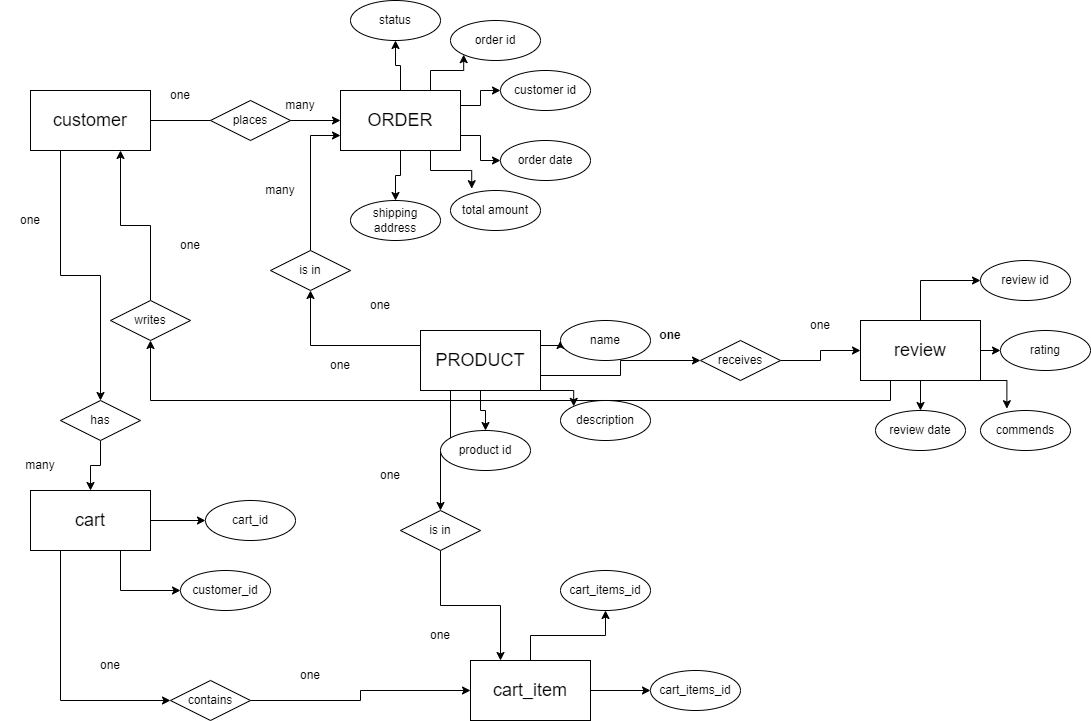 status
order id
one
many
customer id
customer
places
ORDER
order date
many
one
shipping
address
total amount
one
is in
review id
one
writes
one
one
name
one
PRODUCT
receives
review
rating
one
has
description
product id
review date
commends
many
one
cart
cart_id
is in
customer_id
cart_items_id
one
one
one
contains
cart_item
cart_items_id